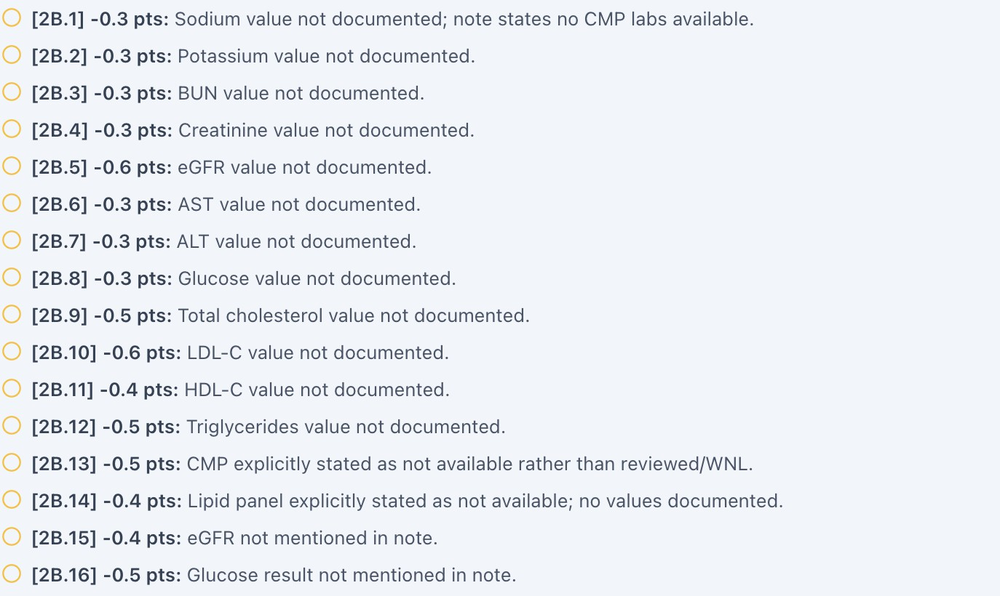 [2B.1] -0.3 pts: Sodium value not documented; note states no CMP labs available.
[2B.2] -0.3 pts: Potassium value not documented.
[2B.3] -0.3 pts: BUN value not documented.
[2B.4] -0.3 pts: Creatinine value not documented.
[2B.5] -0.6 pts: eGFR value not documented.
[2B.6] -0.3 pts: AST value not documented.
[2B.7] -0.3 pts: ALT value not documented.
[2B.8] -0.3 pts: Glucose value not documented.
[2B.9] -0.5 pts: Total cholesterol value not documented.
[2B.10] -0.6 pts: LDL-C value not documented.
[2B.11] -0.4 pts: HDL-C value not documented.
[2B.12] -0.5 pts: Triglycerides value not documented.
[2B.13] -0.5 pts: CMP explicitly stated as not available rather than reviewed/WNL.
[2B.14] -0.4 pts: Lipid panel explicitly stated as not available; no values documented.
[2B.15] -0.4 pts: eGFR not mentioned in note.
[2B.16] -0.5 pts: Glucose result not mentioned in note.